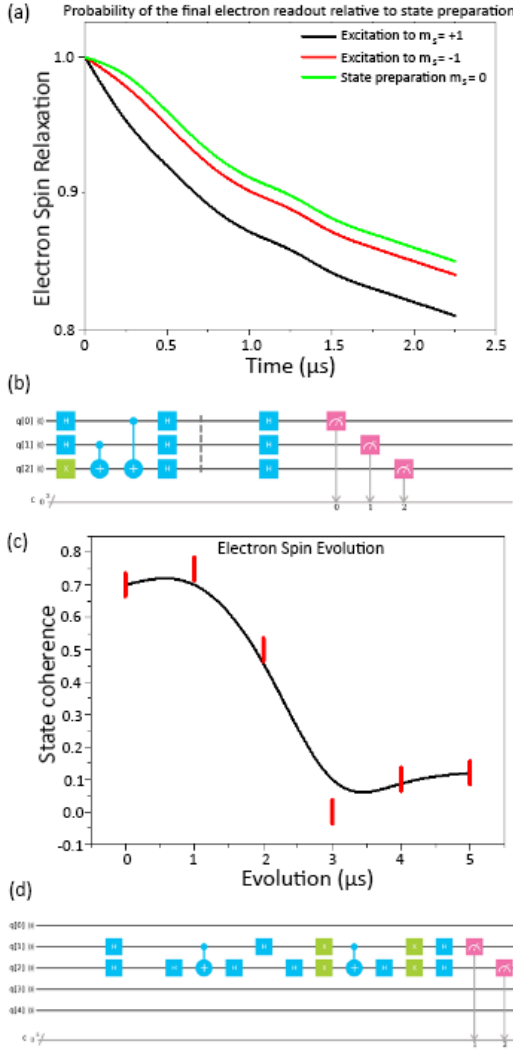 (a)
Probability of the final electron readout relative to state preparation
Excitation to mₛ= +1
Excitation to mₛ= -1
State preparation mₛ= 0
Electron Spin Relaxation
1.0
0.9
0.8
0 0.5 1.0 1.5 2.0 2.5
Time (μs)
(b)
q[0] H H H
q[1] H H H
q[2] X H H
c
0 1 2
(c)
Electron Spin Evolution
State coherence
0.8
0.7
0.6
0.5
0.4
0.3
0.2
0.1
0.0
-0.1
0 1 2 3 4 5
Evolution (μs)
(d)
q[0]
q[1] H H X X H
q[2] H H H H X H X H
q[3]
q[4]
c